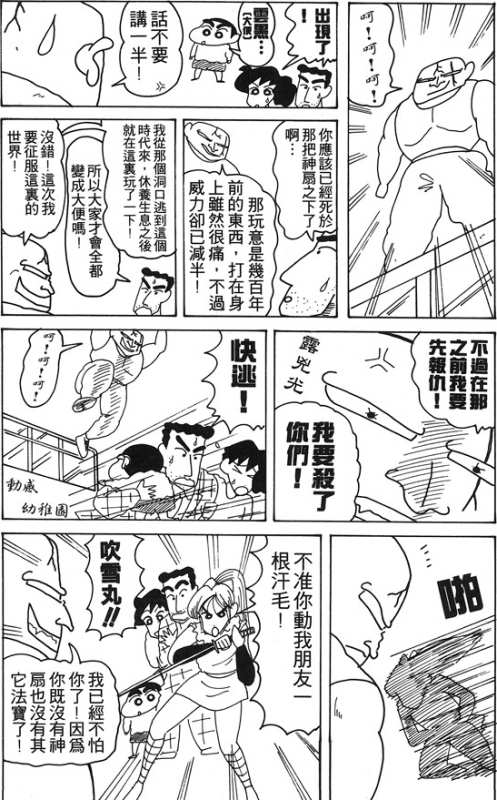 呵！呵！呵！
出現了
！
雲黑…
(大便)
話不要
講一半！
你應該已經死於
那把神扇之下了
啊…
那玩意是幾百年
前的東西，打在身
上雖然很痛，不過
威力卻已減半！
我從那個洞口逃到這個
時代來，休養生息之後
就在這裏玩了一下！
所以大家才會全都
變成大便嗎！
沒錯！這次我
要征服這裏的
世界！
不過在那
之前我要
先報仇！
露兇光
我要殺了
你們！
快逃！
呵！呵！呵！
動感
幼稚園
啪
不准你動我朋友一
根汗毛！
吹雪丸！！
我已經不怕
你了！因為
你既沒有神
扇也沒有其
它法寶了！